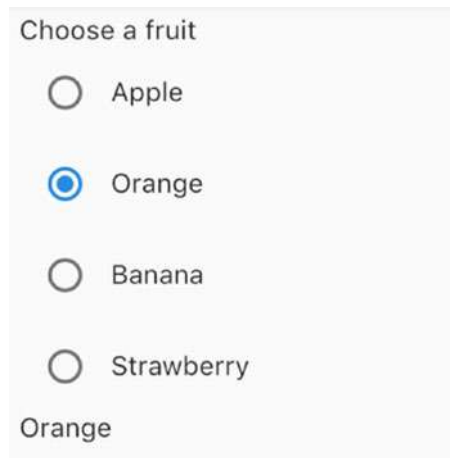 Choose a fruit
Apple
Orange
Banana
Strawberry
Orange